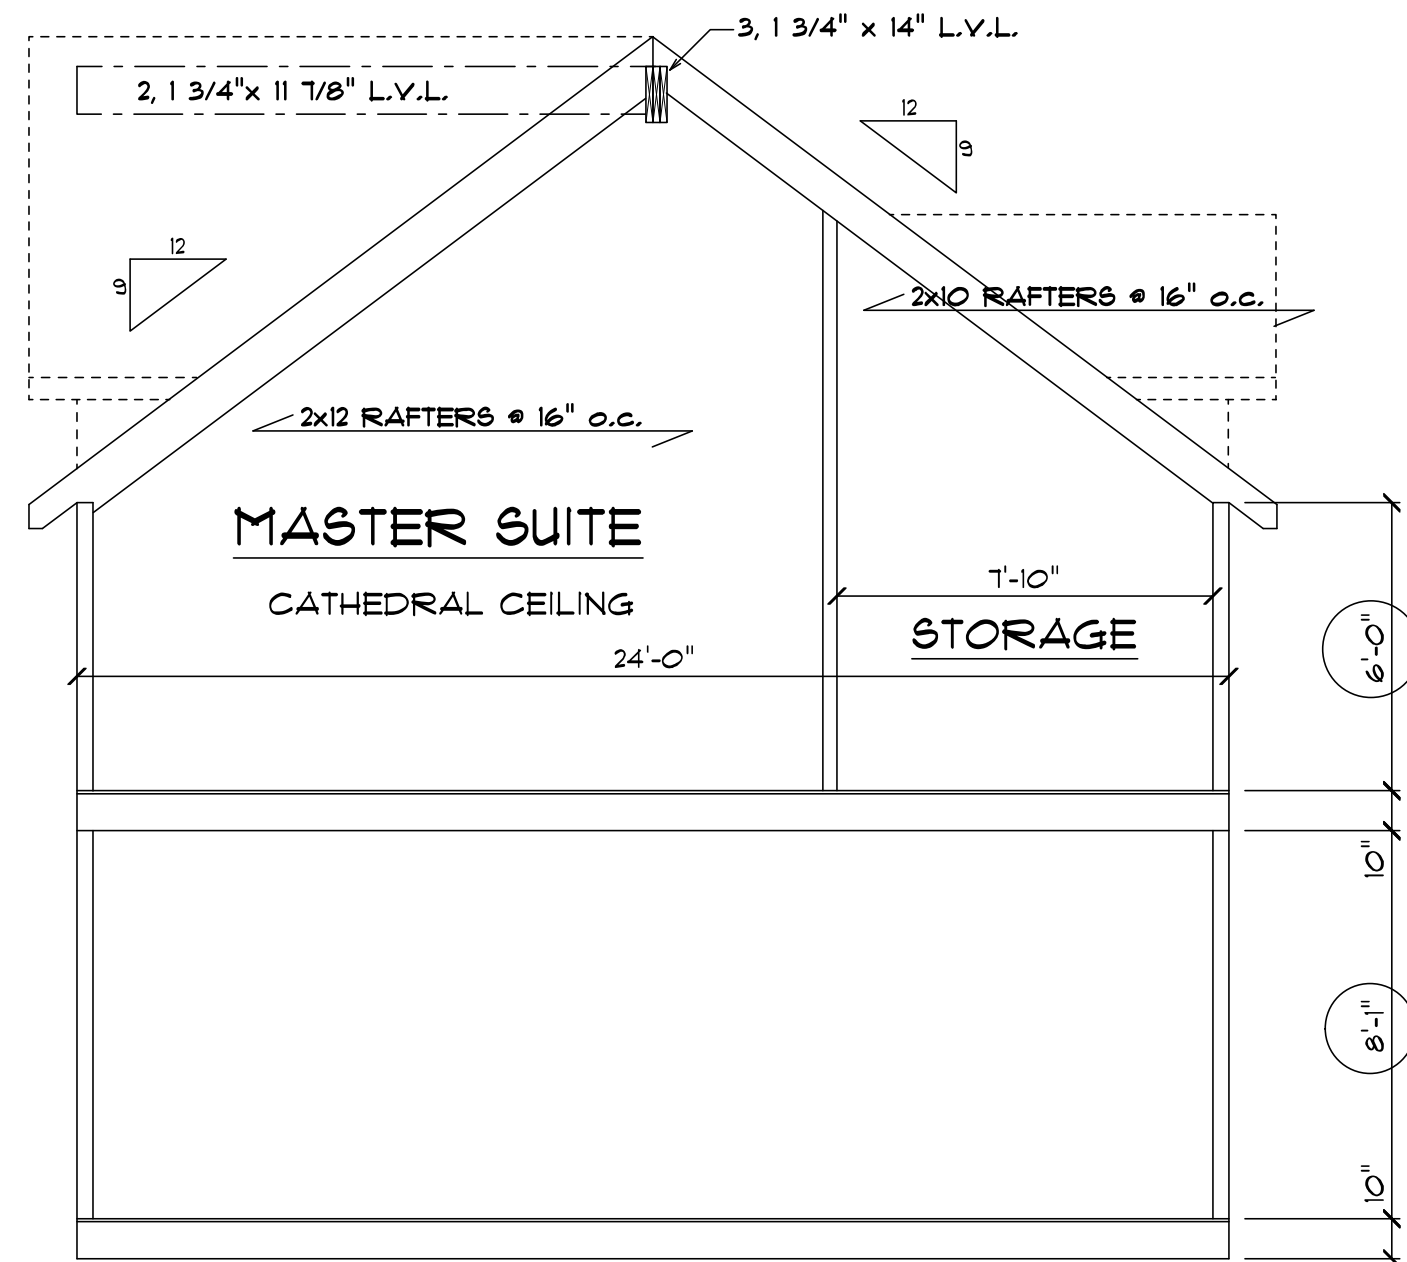 3, 1 3/4" x 14" L.V.L.
2, 1 3/4"x 11 7/8" L.V.L.
12
9
12
9
2x10 RAFTERS @ 16" o.c.
2x12 RAFTERS @ 16" o.c.
MASTER SUITE
CATHEDRAL CEILING
7'-10"
STORAGE
24'-0"
6'-0"
10"
8'-1"
10"